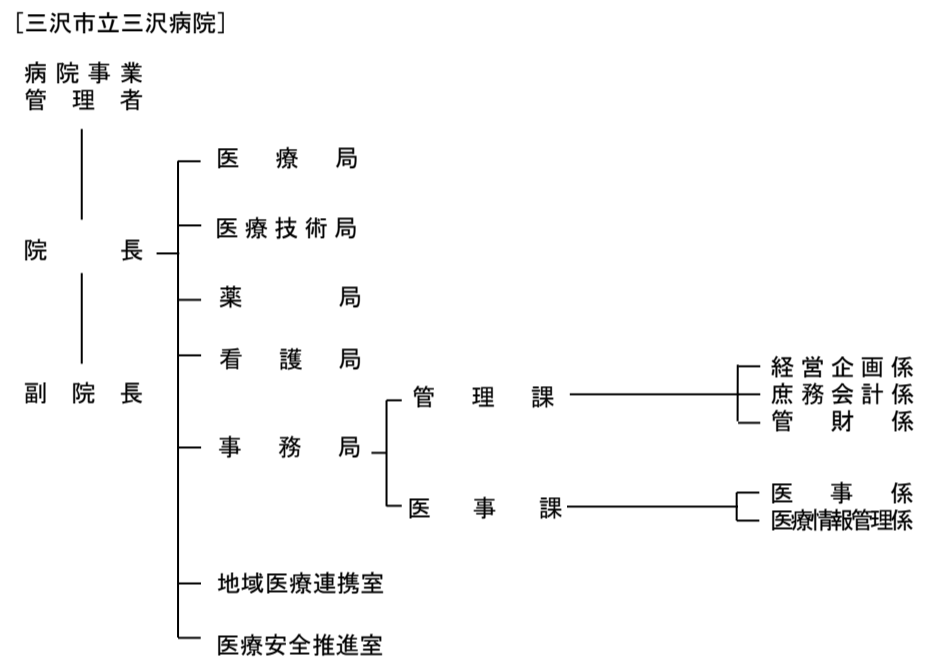 [三沢市立三沢病院]
病院事業
管理者
医療局
医療技術局
院長
薬局
看護局
経営企画係
副院長
管理課
庶務会計係
管財係
事務局
医事係
医事課
医療情報管理係
地域医療連携室
医療安全推進室